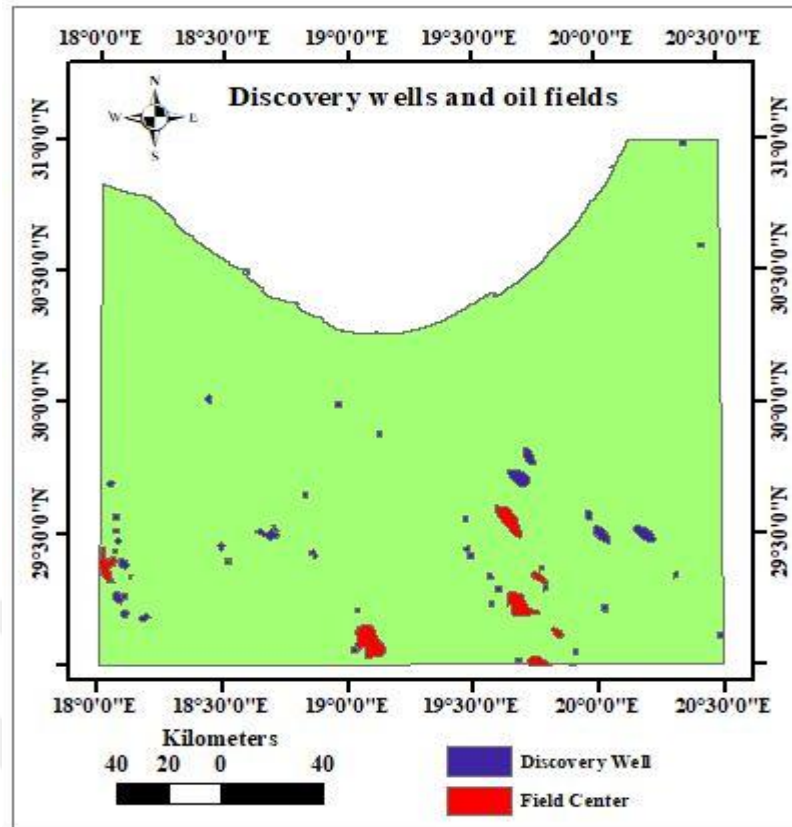 18°0'0"E 18°30'0"E 19°0'0"E 19°30'0"E 20°0'0"E 20°30'0"E
N
W E
S
Discovery wells and oil fields
31°0'0"N 31°0'0"N
30°30'0"N 30°30'0"N
30°0'0"N 30°0'0"N
29°30'0"N 29°30'0"N
18°0'0"E 18°30'0"E 19°0'0"E 19°30'0"E 20°0'0"E 20°30'0"E
Kilometers
40 20 0 40
Discovery Well
Field Center